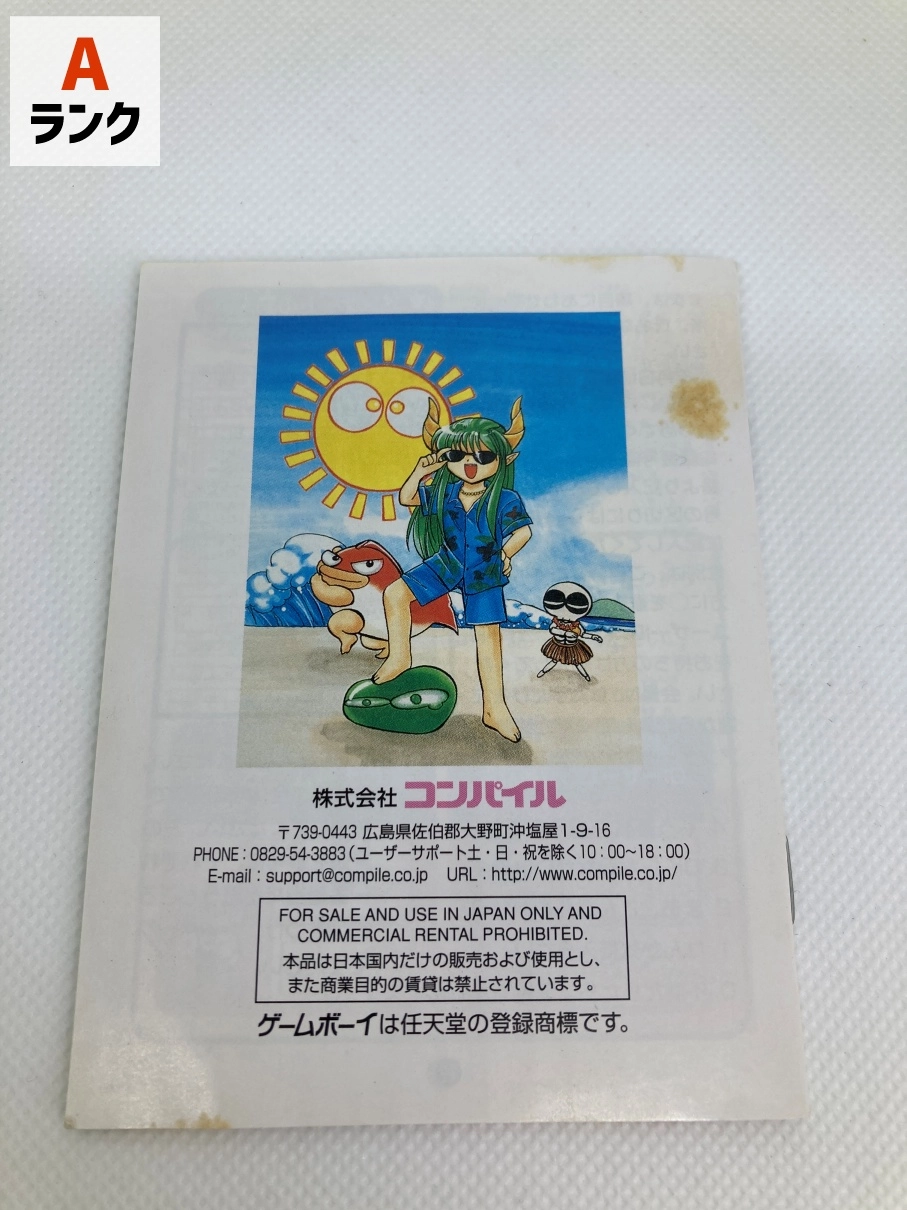 A
ランク
株式会社 コンパイル
〒739-0443 広島県佐伯郡大野町沖塩屋1-9-16
PHONE：0829-54-3883（ユーザーサポート土・日・祝を除く10：00〜18：00）
E-mail：support@compile.co.jp URL：http://www.compile.co.jp/
FOR SALE AND USE IN JAPAN ONLY AND
COMMERCIAL RENTAL PROHIBITED.
本品は日本国内だけの販売および使用とし、
また商業目的の賃貸は禁止されています。
ゲームボーイは任天堂の登録商標です。